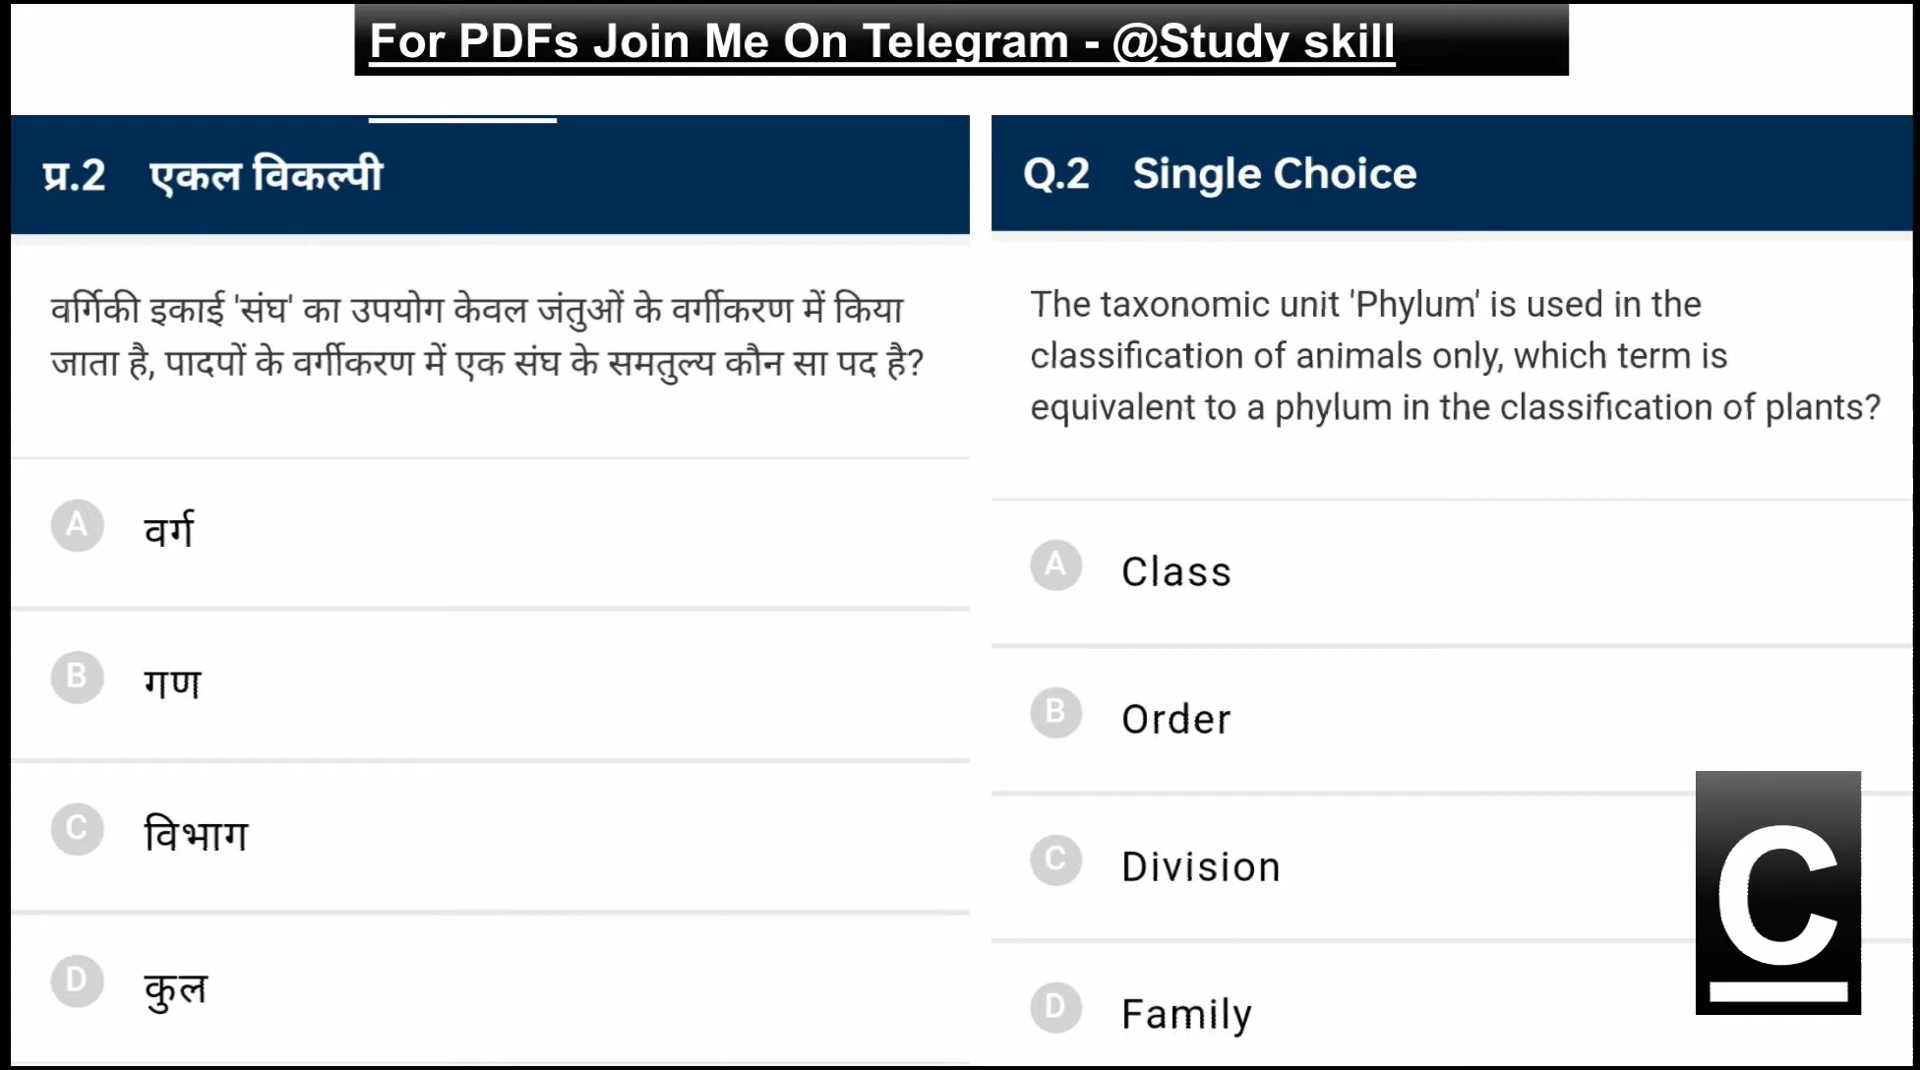 For PDFs Join Me On Telegram - @Study skill
प्र.2 एकल विकल्पी
वर्गिकी इकाई 'संघ' का उपयोग केवल जंतुओं के वर्गीकरण में किया
जाता है, पादपों के वर्गीकरण में एक संघ के समतुल्य कौन सा पद है?
A वर्ग
B गण
C विभाग
D कुल
Q.2 Single Choice
The taxonomic unit 'Phylum' is used in the
classification of animals only, which term is
equivalent to a phylum in the classification of plants?
A Class
B Order
C Division
D Family
C